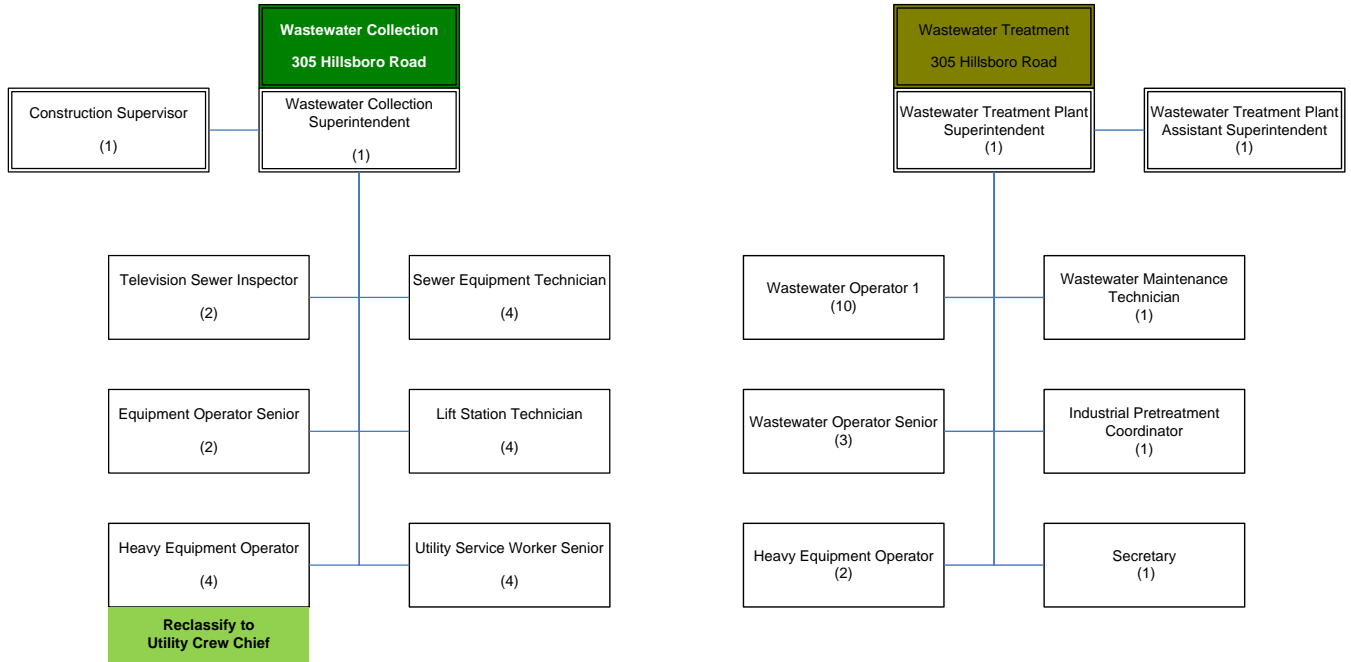 Wastewater Collection
305 Hillsboro Road
Construction Supervisor
(1)
Wastewater Collection
Superintendent
(1)
Television Sewer Inspector
(2)
Sewer Equipment Technician
(4)
Equipment Operator Senior
(2)
Lift Station Technician
(4)
Heavy Equipment Operator
(4)
Reclassify to
Utility Crew Chief
Utility Service Worker Senior
(4)
Wastewater Treatment
305 Hillsboro Road
Wastewater Treatment Plant
Superintendent
(1)
Wastewater Treatment Plant
Assistant Superintendent
(1)
Wastewater Operator 1
(10)
Wastewater Maintenance
Technician
(1)
Wastewater Operator Senior
(3)
Industrial Pretreatment
Coordinator
(1)
Heavy Equipment Operator
(2)
Secretary
(1)